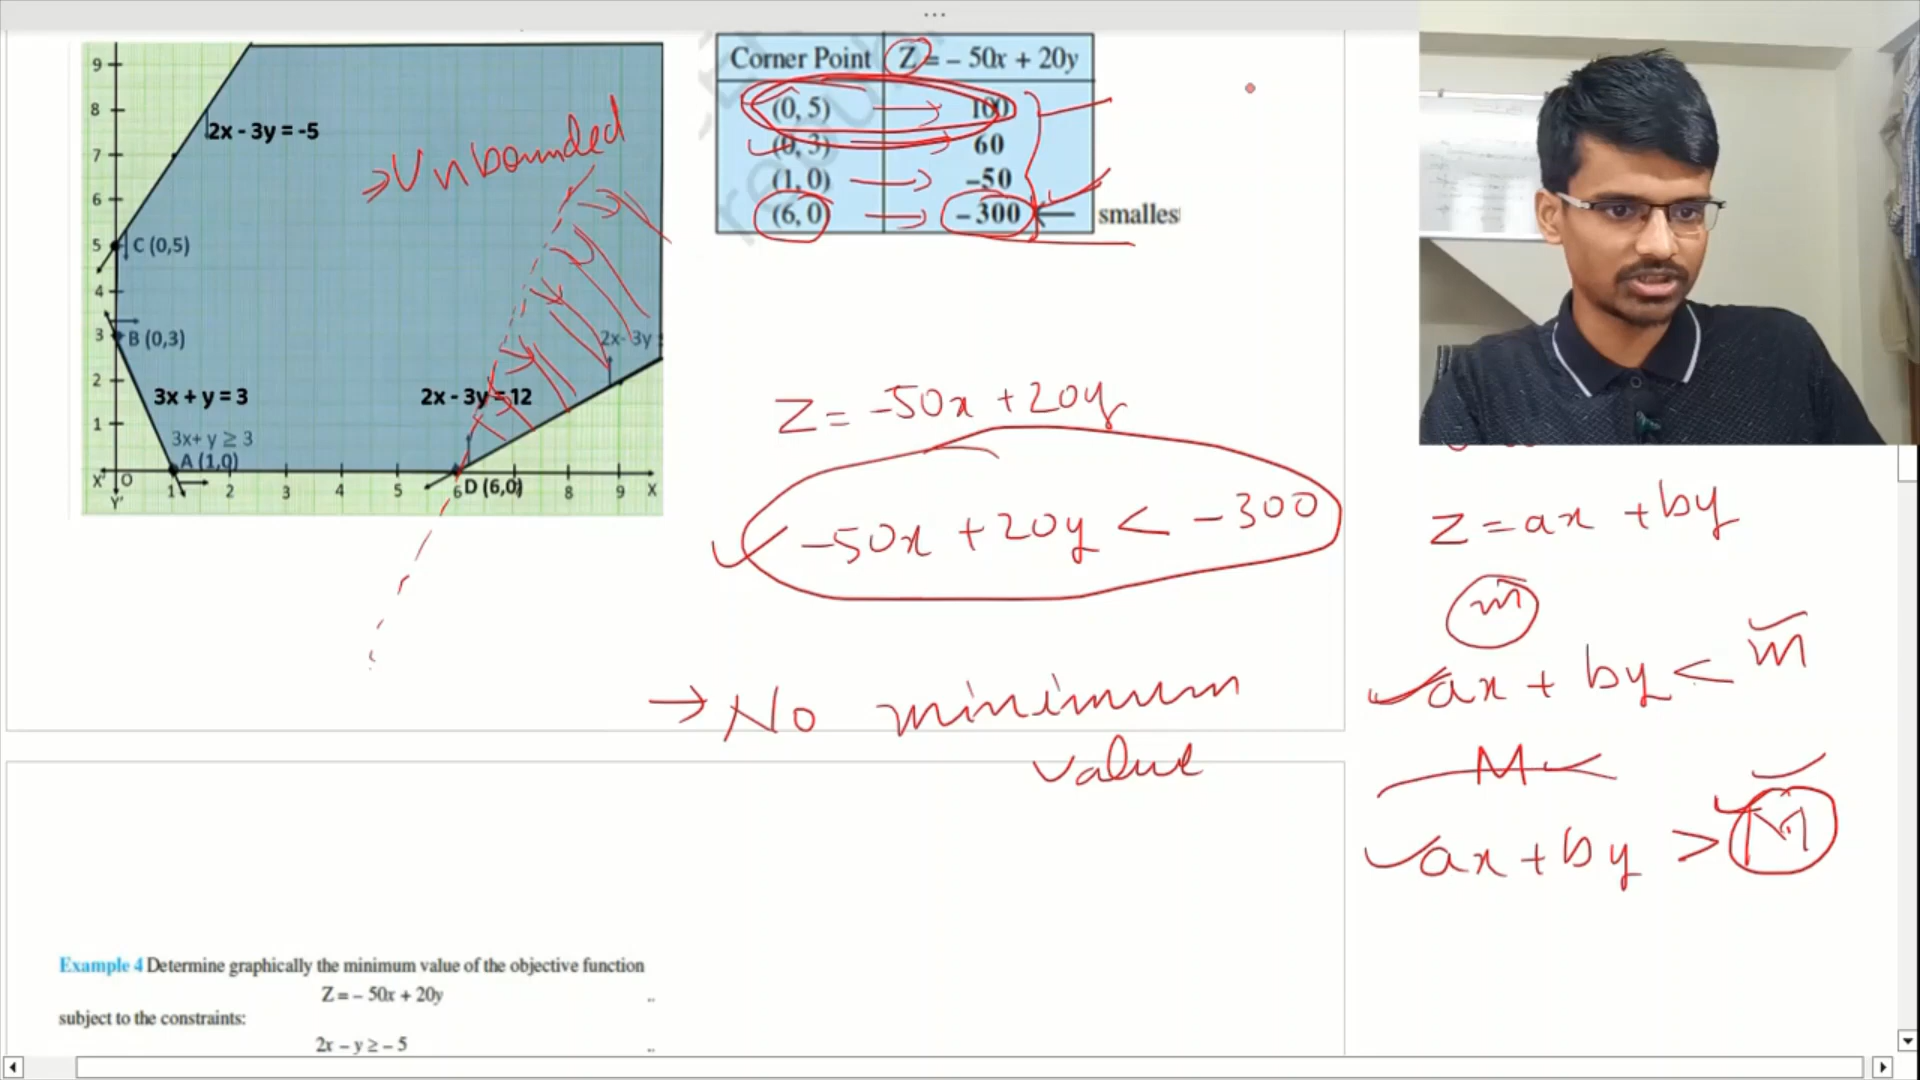 ...
9
8
7
6
5
4
3
2
1
2x - 3y = -5
⇒ Unbounded
C (0,5)
B (0,3)
2x - 3y
3x + y = 3
2x - 3y = 12
3x+ y ≥ 3
A (1,0)
X' O 1 2 3 4 5 6 D (6,0) 8 9 X
Y'
Corner Point Z = – 50x + 20y
(0, 5) → 100
(0, 3) → 60
(1, 0) → –50
(6, 0) → – 300 ← smalles
Z = -50x + 20y
-50x + 20y < -300
→ No minimum
value
Z = ax + by
m
ax + by < m
M
ax + by > M
Example 4 Determine graphically the minimum value of the objective function
Z = – 50x + 20y ..
subject to the constraints:
2x – y ≥ – 5 ..